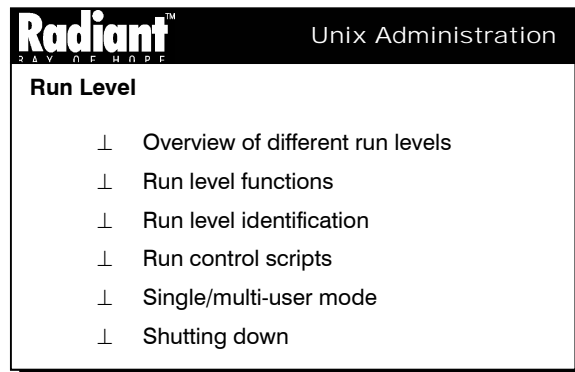 Radiant™
RAY OF HOPE
Unix Administration
Run Level
⊥ Overview of different run levels
⊥ Run level functions
⊥ Run level identification
⊥ Run control scripts
⊥ Single/multi-user mode
⊥ Shutting down